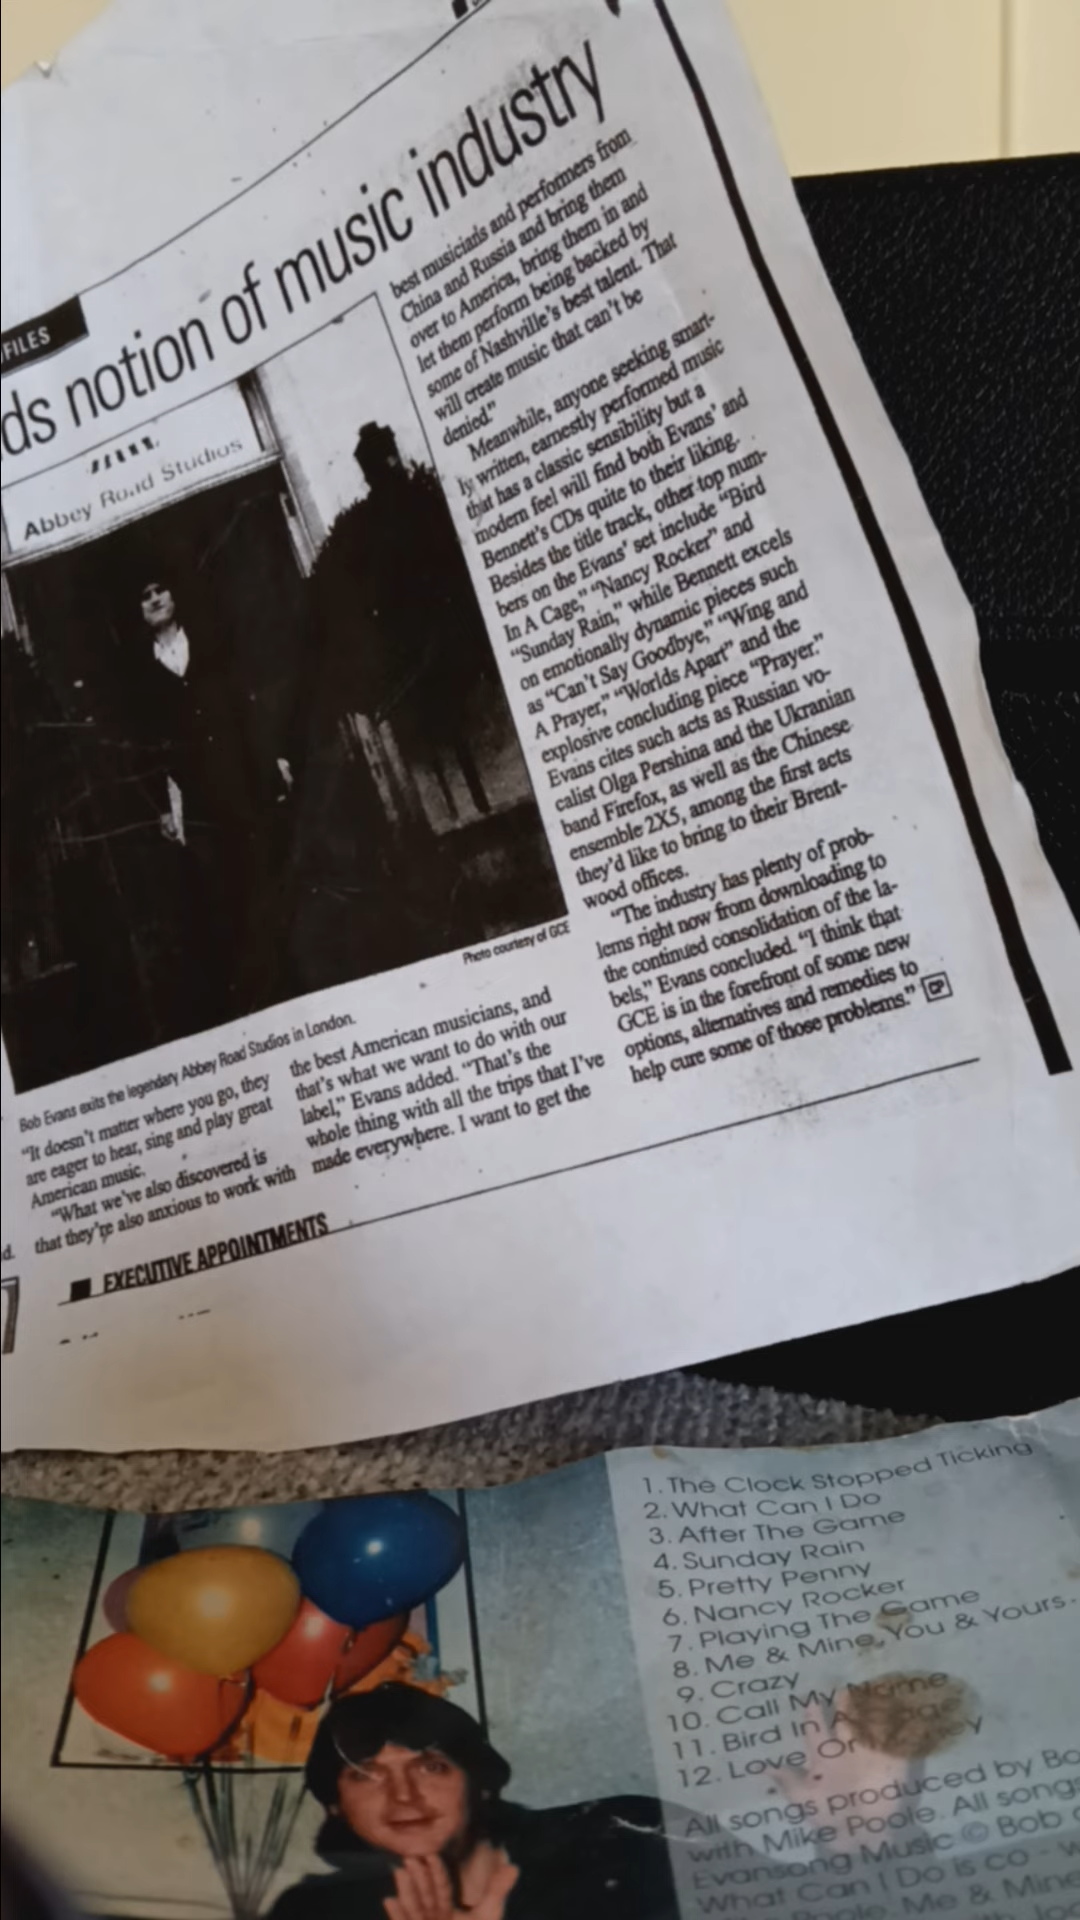 FILES
ds notion of music industry
Abbey Road Studios
Photo courtesy of GCE
Bob Evans exits the legendary Abbey Road Studios in London.
"It doesn't matter where you go, they
are eager to hear, sing and play great
American music.
"What we've also discovered is
that they're also anxious to work with
d.
the best American musicians, and
that's what we want to do with our
label," Evans added. "That's the
whole thing with all the trips that I've
made everywhere. I want to get the
best musicians and performers from
China and Russia and bring them
over to America, bring them in and
let them perform being backed by
some of Nashville's best talent. That
will create music that can't be
denied."
Meanwhile, anyone seeking smart-
ly written, earnestly performed music
that has a classic sensibility but a
modern feel will find both Evans' and
Bennett's CDs quite to their liking.
Besides the title track, other top num-
bers on the Evans' set include "Bird
In A Cage," "Nancy Rocker" and
"Sunday Rain," while Bennett excels
on emotionally dynamic pieces such
as "Can't Say Goodbye," "Wing and
A Prayer," "Worlds Apart" and the
explosive concluding piece "Prayer."
Evans cites such acts as Russian vo-
calist Olga Pershina and the Ukranian
band Firefox, as well as the Chinese
ensemble 2X5, among the first acts
they'd like to bring to their Brent-
wood offices.
"The industry has plenty of prob-
lems right now from downloading to
the continued consolidation of the la-
bels," Evans concluded. "I think that
GCE is in the forefront of some new
options, alternatives and remedies to
help cure some of those problems." CP
EXECUTIVE APPOINTMENTS
1. The Clock Stopped Ticking
2. What Can I Do
3. After The Game
4. Sunday Rain
5. Pretty Penny
6. Nancy Rocker
7. Playing The Game
8. Me & Mine, You & Yours.
9. Crazy
10. Call My Name
11. Bird In A Cage
12. Love Or
All songs produced by Bo
with Mike Poole. All songs
Evansong Music © Bob
What Can I Do is co - w
Poole. Me & Mine